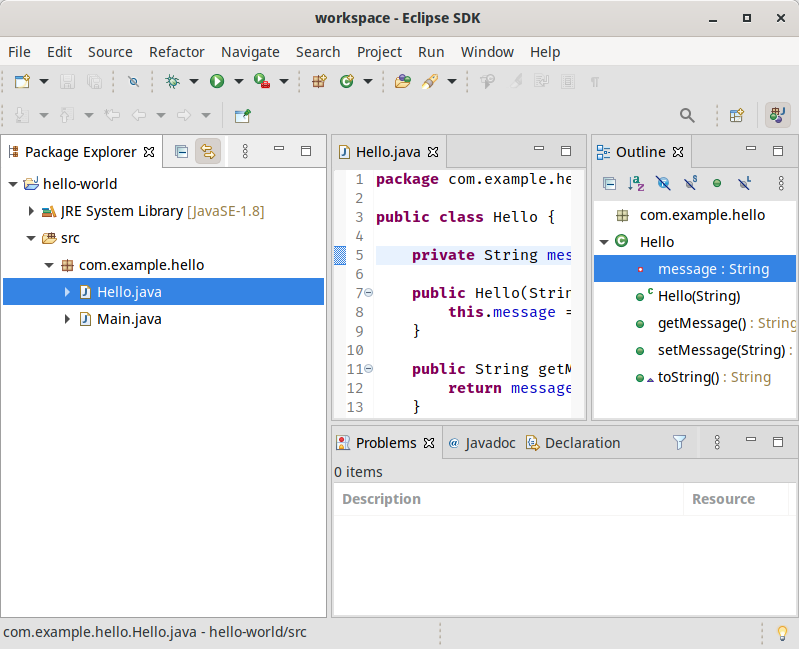 workspace - Eclipse SDK
File Edit Source Refactor Navigate Search Project Run Window Help
Package Explorer
hello-world
JRE System Library [JavaSE-1.8]
src
com.example.hello
Hello.java
Main.java
Hello.java
1 package com.example.he
2
3 public class Hello {
4
5 private String mes
6
7 public Hello(Strin
8 this.message =
9 }
10
11 public String getM
12 return message
13 }
Outline
com.example.hello
Hello
message : String
Hello(String)
getMessage() : String
setMessage(String) :
toString() : String
Problems @ Javadoc Declaration
0 items
Description Resource
com.example.hello.Hello.java - hello-world/src